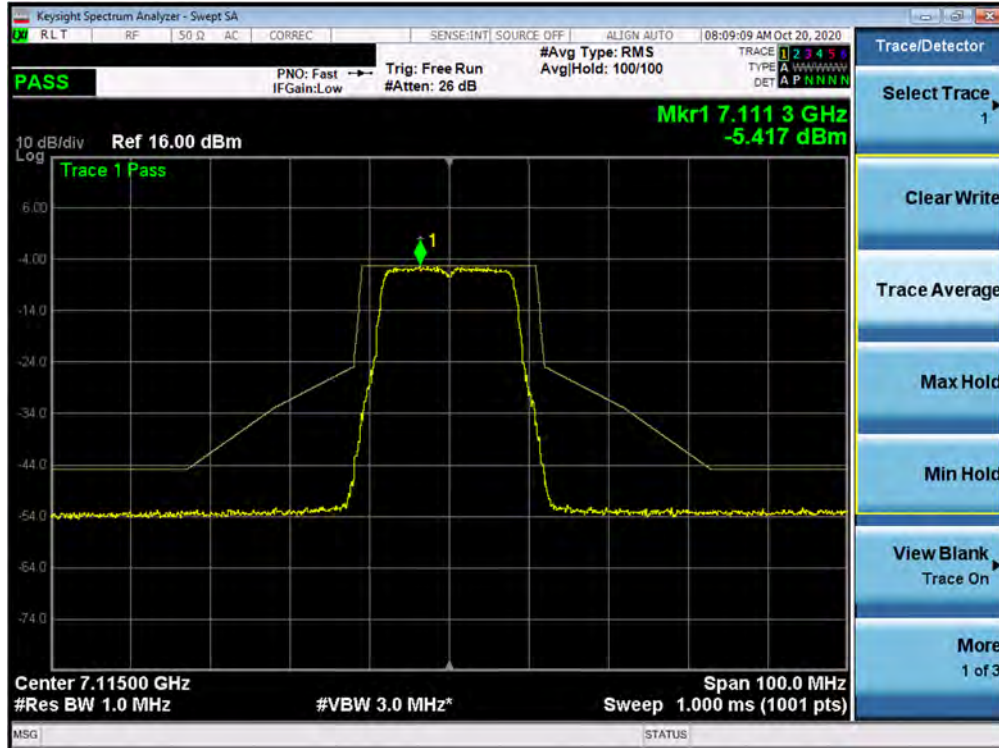 Keysight Spectrum Analyzer - Swept SA
RLT RF 50 Ω AC CORREC SENSE:INT SOURCE OFF ALIGN AUTO 08:09:09 AM Oct 20, 2020
PASS
PNO: Fast
IFGain:Low
Trig: Free Run
#Atten: 26 dB
#Avg Type: RMS
Avg|Hold: 100/100
TRACE 1 2 3 4 5 6
TYPE A WWWWW
DET A P N N N N
Mkr1 7.111 3 GHz
-5.417 dBm
10 dB/div Ref 16.00 dBm
Log
Trace 1 Pass
1
6.00
-4.00
-14.0
-24.0
-34.0
-44.0
-54.0
-64.0
-74.0
Center 7.11500 GHz Span 100.0 MHz
#Res BW 1.0 MHz #VBW 3.0 MHz* Sweep 1.000 ms (1001 pts)
MSG STATUS
Trace/Detector
Select Trace
1
Clear Write
Trace Average
Max Hold
Min Hold
View Blank
Trace On
More
1 of 3